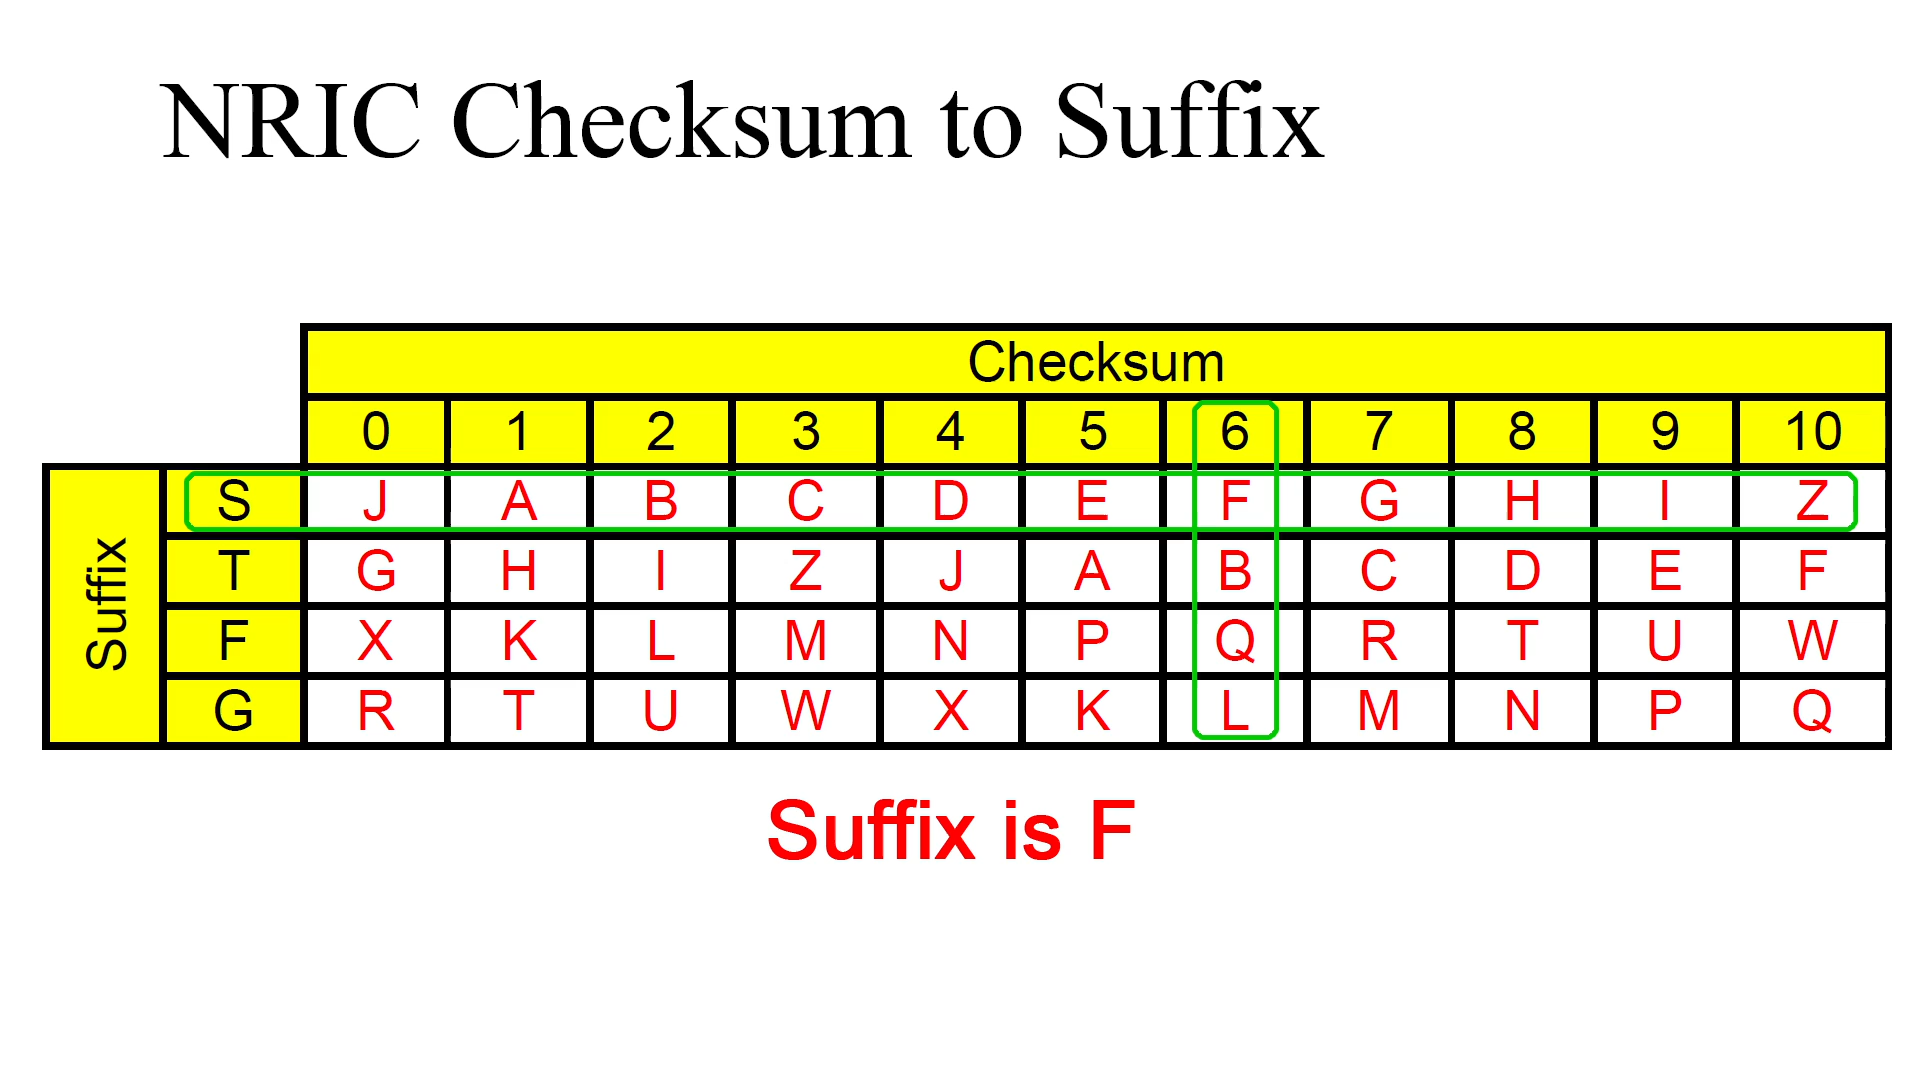 NRIC Checksum to Suffix
Checksum
0 1 2 3 4 5 6 7 8 9 10
Suffix
S J A B C D E F G H I Z
T G H I Z J A B C D E F
F X K L M N P Q R T U W
G R T U W X K L M N P Q
Suffix is F